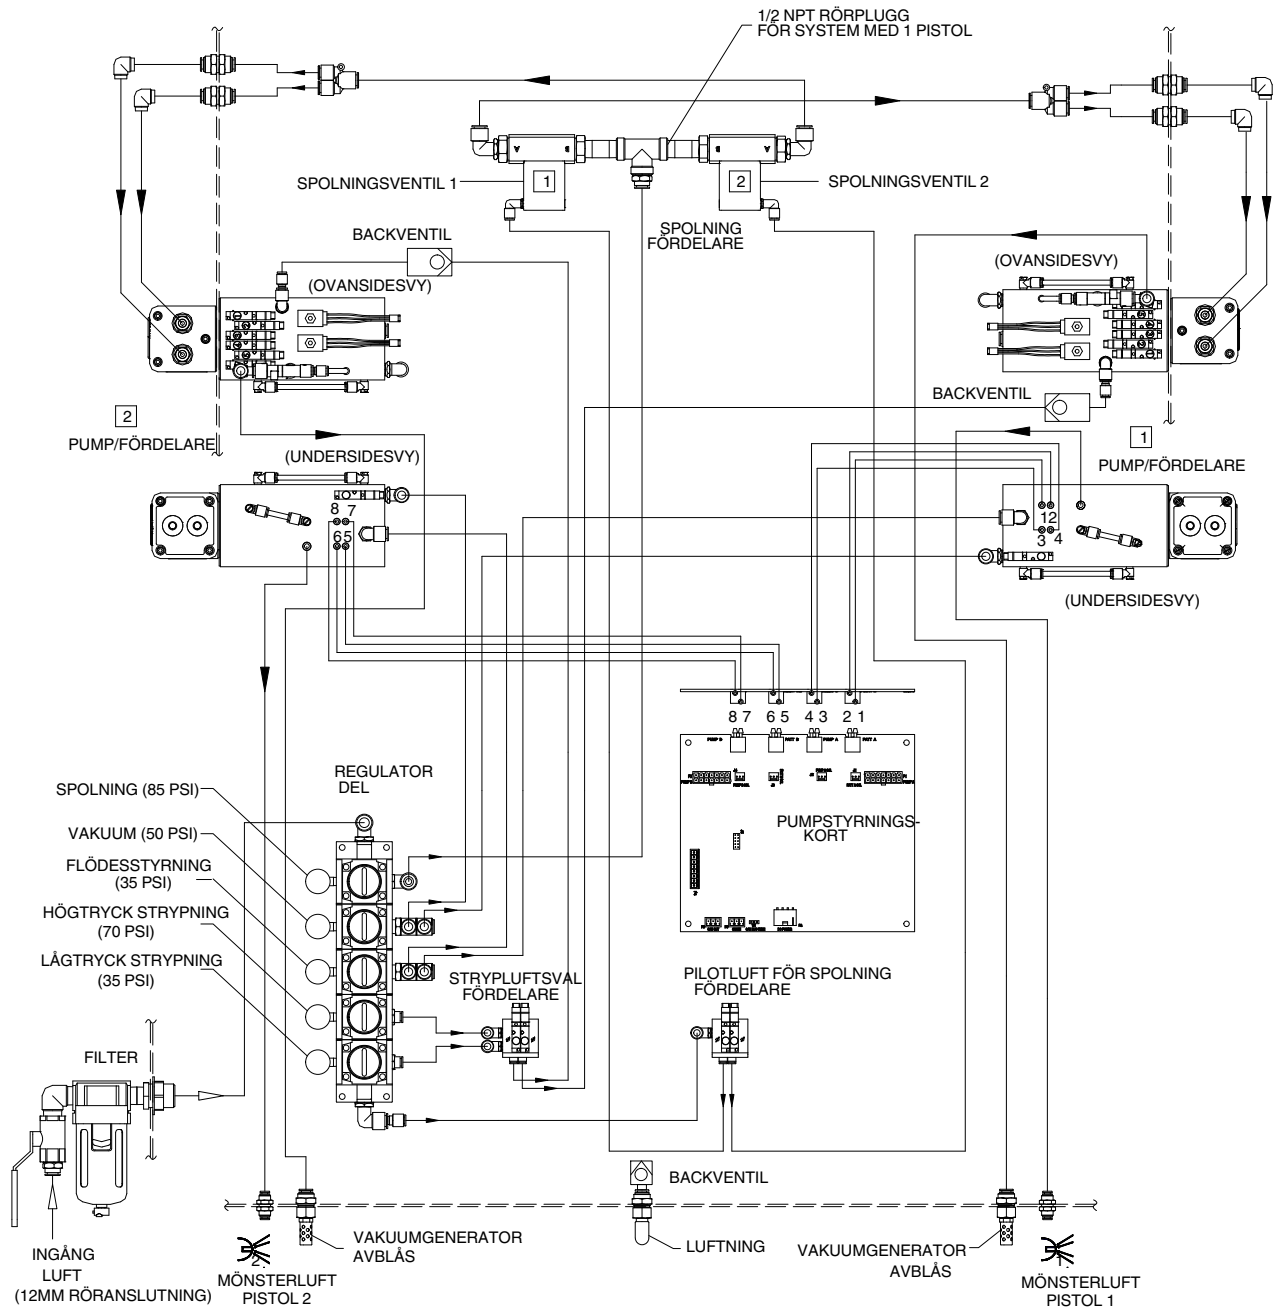 1/2 NPT RÖRPLUGG
FÖR SYSTEM MED 1 PISTOL
A
B
B
A
SPOLNINGSVENTIL 1
1
2
SPOLNINGSVENTIL 2
SPOLNING
FÖRDELARE
BACKVENTIL
(OVANSIDESVY)
(OVANSIDESVY)
BACKVENTIL
2
PUMP/FÖRDELARE
(UNDERSIDESVY)
1
PUMP/FÖRDELARE
8 7
6 5
1 2
3 4
(UNDERSIDESVY)
8 7 6 5 4 3 2 1
PUMP B
PATT B
PUMP A
PATT A
REGULATOR
DEL
SPOLNING (85 PSI)
VAKUUM (50 PSI)
FLÖDESSTYRNING
(35 PSI)
HÖGTRYCK STRYPNING
(70 PSI)
LÅGTRYCK STRYPNING
(35 PSI)
PUMPSTYRNINGS-
KORT
STRYPLUFTSVAL
FÖRDELARE
PILOTLUFT FÖR SPOLNING
FÖRDELARE
FILTER
BACKVENTIL
INGÅNG
LUFT
(12MM RÖRANSLUTNING)
2
MÖNSTERLUFT
PISTOL 2
VAKUUMGENERATOR
AVBLÅS
LUFTNING
VAKUUMGENERATOR
AVBLÅS
1
MÖNSTERLUFT
PISTOL 1